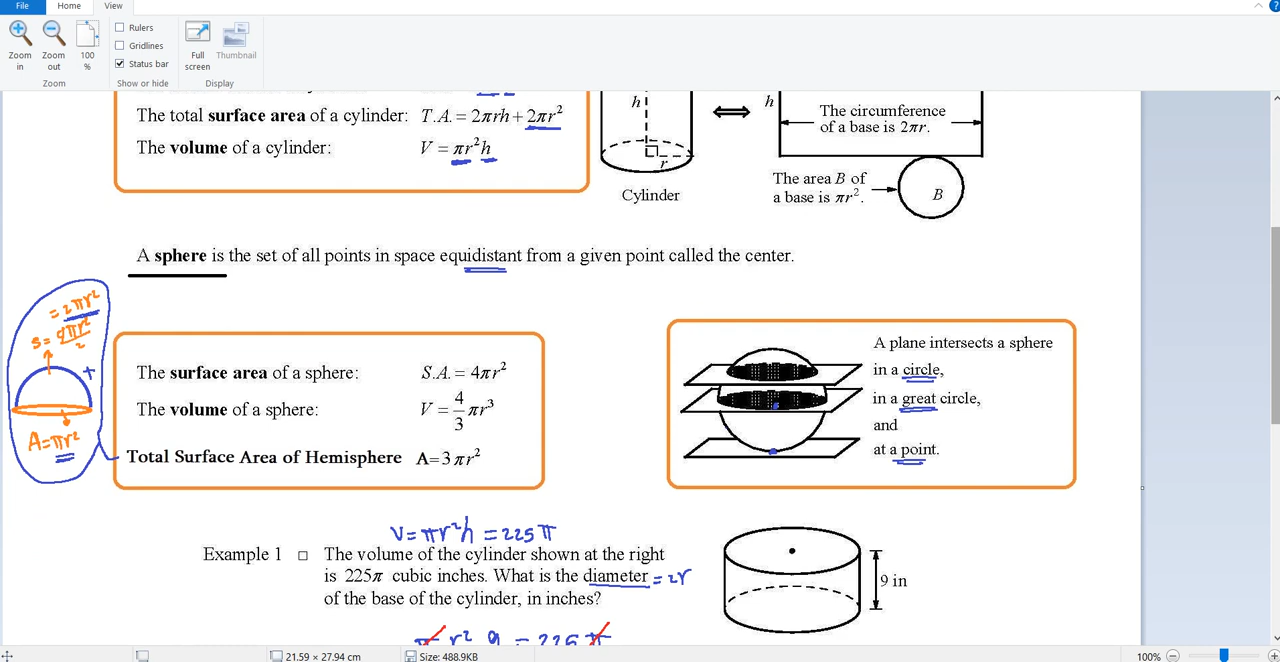 File Home View
Rulers
Gridlines
Status bar
Zoom in
Zoom out
100 %
Full screen
Thumbnail
Zoom
Show or hide
Display
The total surface area of a cylinder: T.A. = 2πrh + 2πr²
The volume of a cylinder: V = πr²h
h
r
Cylinder
h
The circumference
of a base is 2πr.
The area B of
a base is πr².
B
A sphere is the set of all points in space equidistant from a given point called the center.
= 2πr²
S = 4πr²/2
+
A=πr²
The surface area of a sphere: S.A. = 4πr²
The volume of a sphere: V = 4/3 πr³
Total Surface Area of Hemisphere A=3πr²
A plane intersects a sphere
in a circle,
in a great circle,
and
at a point.
V = πr²h = 225π
Example 1 □ The volume of the cylinder shown at the right
is 225π cubic inches. What is the diameter = 2r
of the base of the cylinder, in inches?
9 in
π r² 9 = 225 π
21.59 × 27.94 cm
Size: 488.9KB
100%